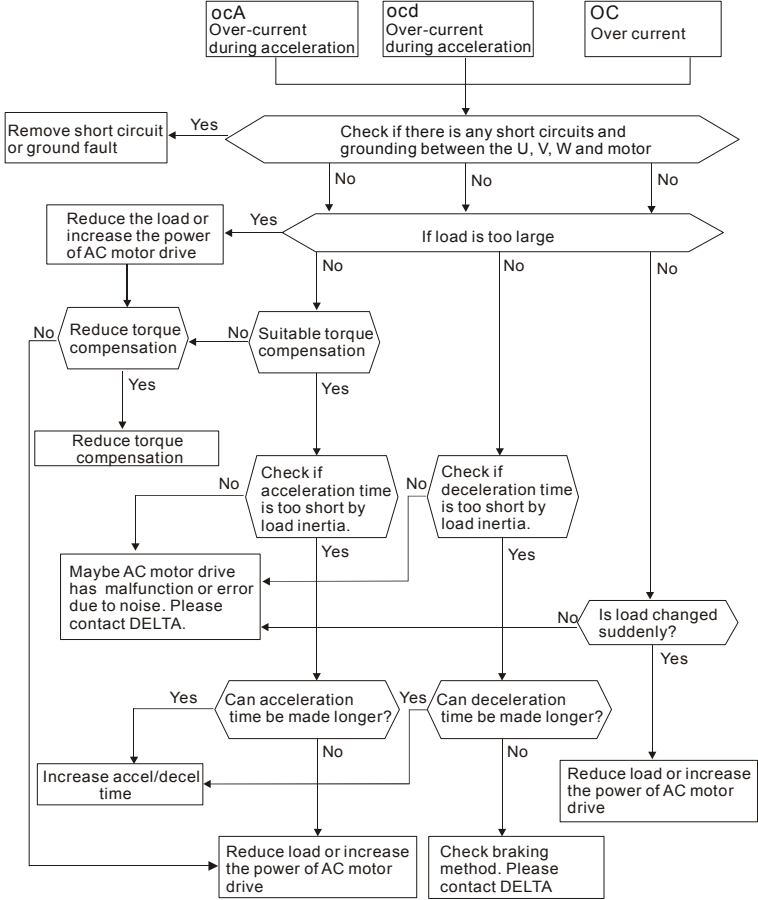 ocA
Over-current
during acceleration
ocd
Over-current
during acceleration
OC
Over current
Remove short circuit
or ground fault
Yes
Check if there is any short circuits and
grounding between the U, V, W and motor
No
No
No
Reduce the load or
increase the power
of AC motor drive
Yes
If load is too large
No
No
No
No
Reduce torque
compensation
No
Suitable torque
compensation
Yes
Yes
Reduce torque
compensation
No
Check if
acceleration time
is too short by
load inertia.
No
Check if
deceleration time
is too short by
load inertia.
Yes
Yes
Maybe AC motor drive
has malfunction or error
due to noise. Please
contact DELTA.
No
Is load changed
suddenly?
Yes
Yes
Can acceleration
time be made longer?
Yes
Can deceleration
time be made longer?
No
No
Increase accel/decel
time
Reduce load or increase
the power of AC motor
drive
Reduce load or increase
the power of AC motor
drive
Check braking
method. Please
contact DELTA